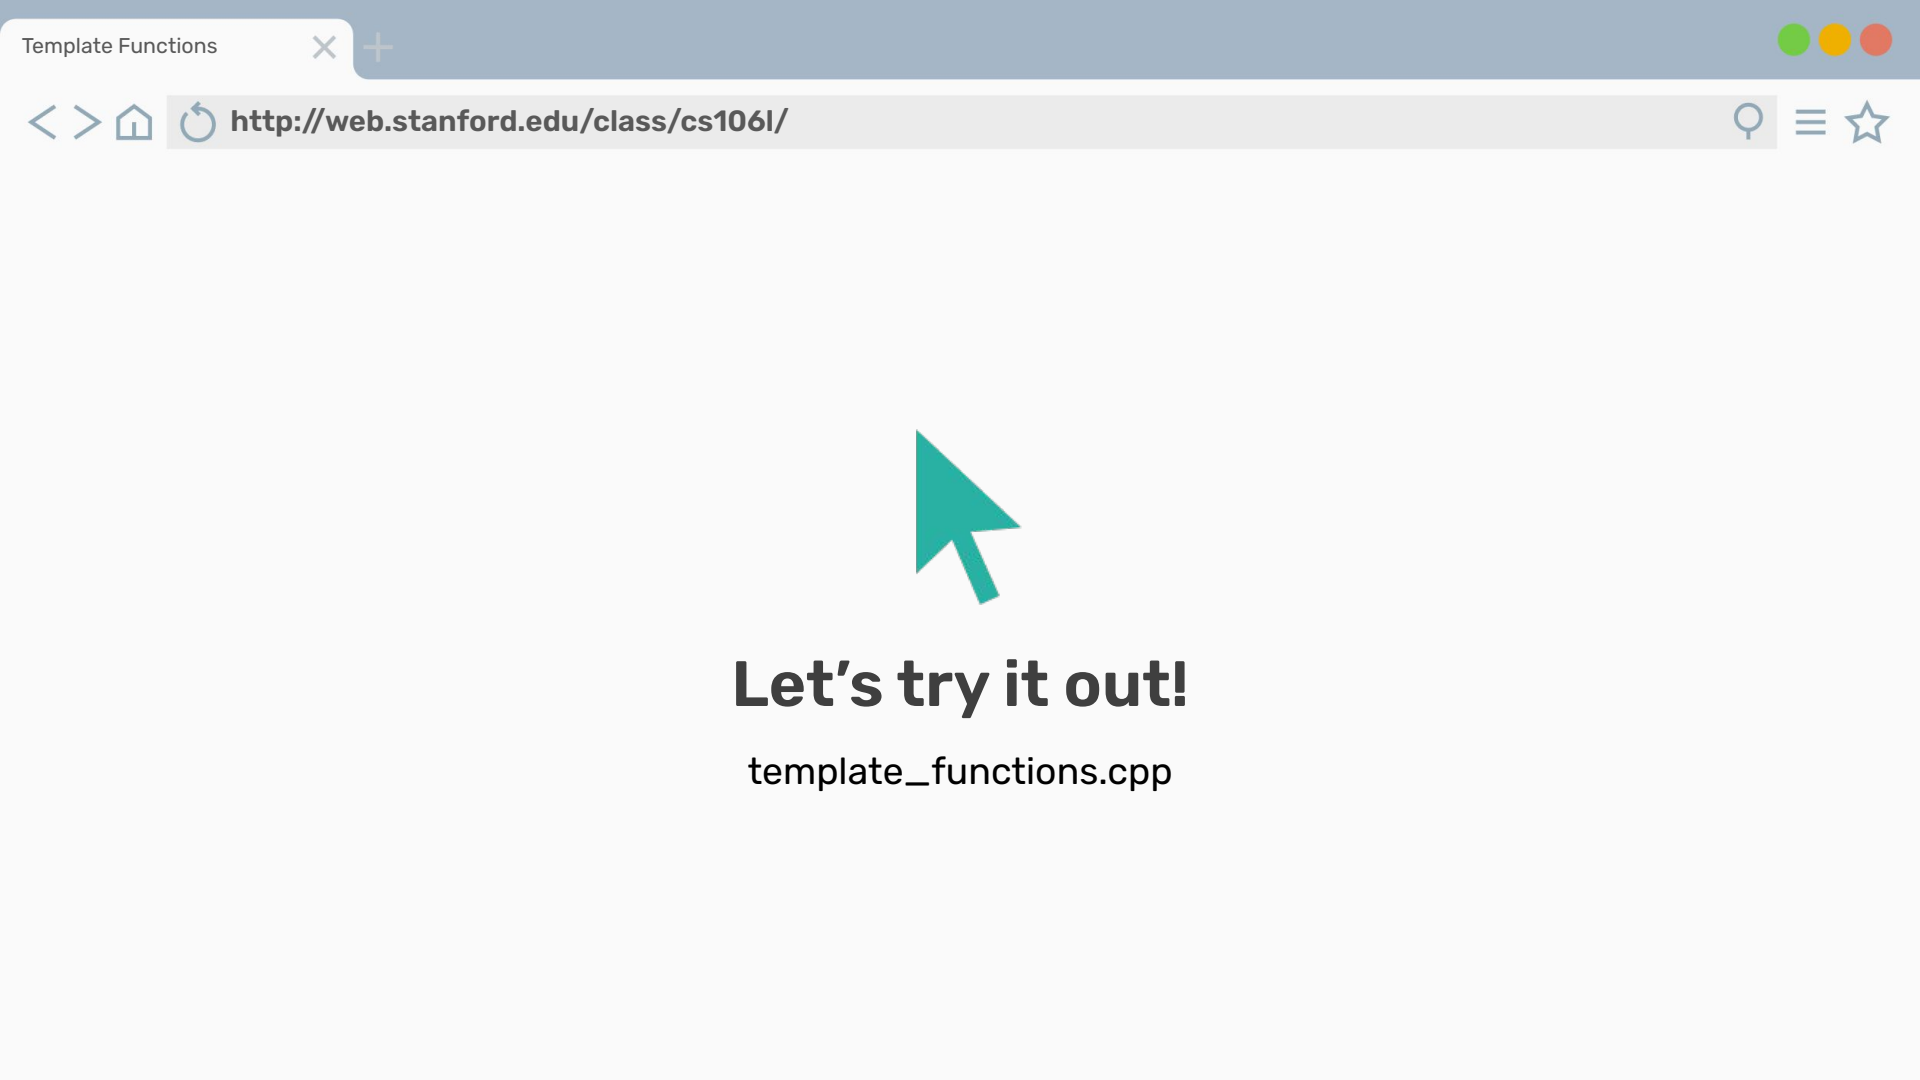 Template Functions
http://web.stanford.edu/class/cs106l/
Let’s try it out!
template_functions.cpp